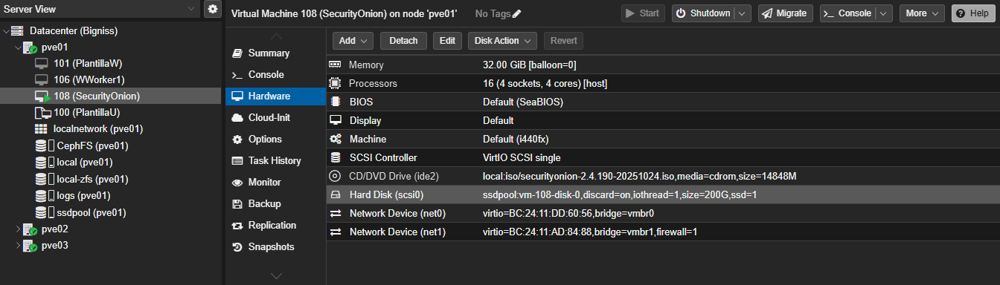 Server View
Virtual Machine 108 (SecurityOnion) on node 'pve01' No Tags Start Shutdown Migrate Console More Help
Datacenter (Bigniss)
pve01
101 (PlantillaW)
106 (WWorker1)
108 (SecurityOnion)
100 (PlantillaU)
localnetwork (pve01)
CephFS (pve01)
local (pve01)
local-zfs (pve01)
logs (pve01)
ssdpool (pve01)
pve02
pve03
Summary
Console
Hardware
Cloud-Init
Options
Task History
Monitor
Backup
Replication
Snapshots
Add Detach Edit Disk Action Revert
Memory 32.00 GiB [balloon=0]
Processors 16 (4 sockets, 4 cores) [host]
BIOS Default (SeaBIOS)
Display Default
Machine Default (i440fx)
SCSI Controller VirtIO SCSI single
CD/DVD Drive (ide2) local:iso/securityonion-2.4.190-20251024.iso,media=cdrom,size=14848M
Hard Disk (scsi0) ssdpool:vm-108-disk-0,discard=on,iothread=1,size=200G,ssd=1
Network Device (net0) virtio=BC:24:11:DD:60:56,bridge=vmbr0
Network Device (net1) virtio=BC:24:11:AD:84:88,bridge=vmbr1,firewall=1